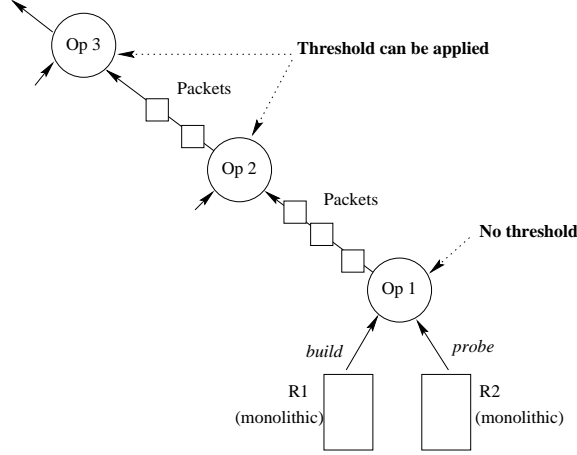 Op 3
Threshold can be applied
Packets
Op 2
Packets
No threshold
Op 1
build
probe
R1
(monolithic)
R2
(monolithic)